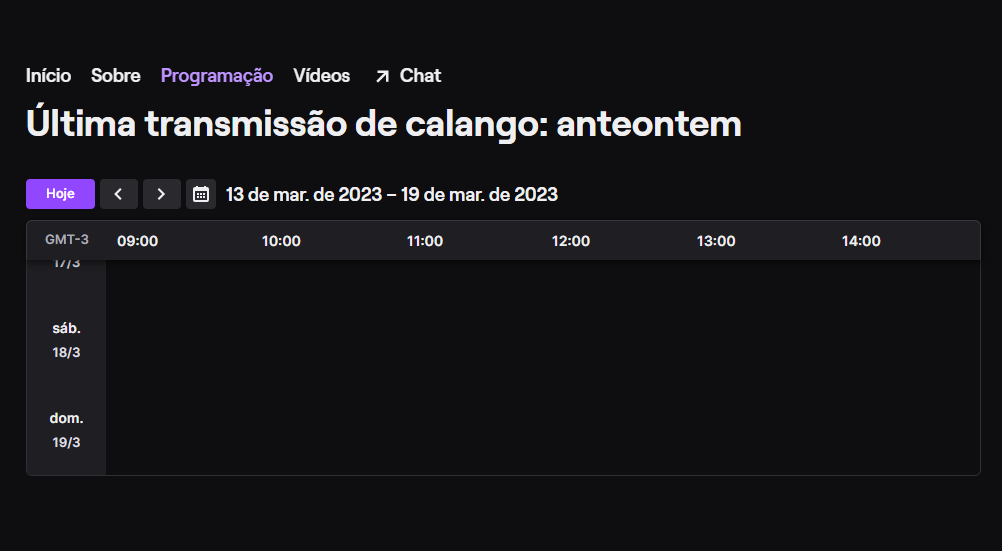 Início Sobre Programação Vídeos Chat
Última transmissão de calango: anteontem
Hoje 13 de mar. de 2023 – 19 de mar. de 2023
GMT-3 09:00 10:00 11:00 12:00 13:00 14:00
17/3
sáb.
18/3
dom.
19/3